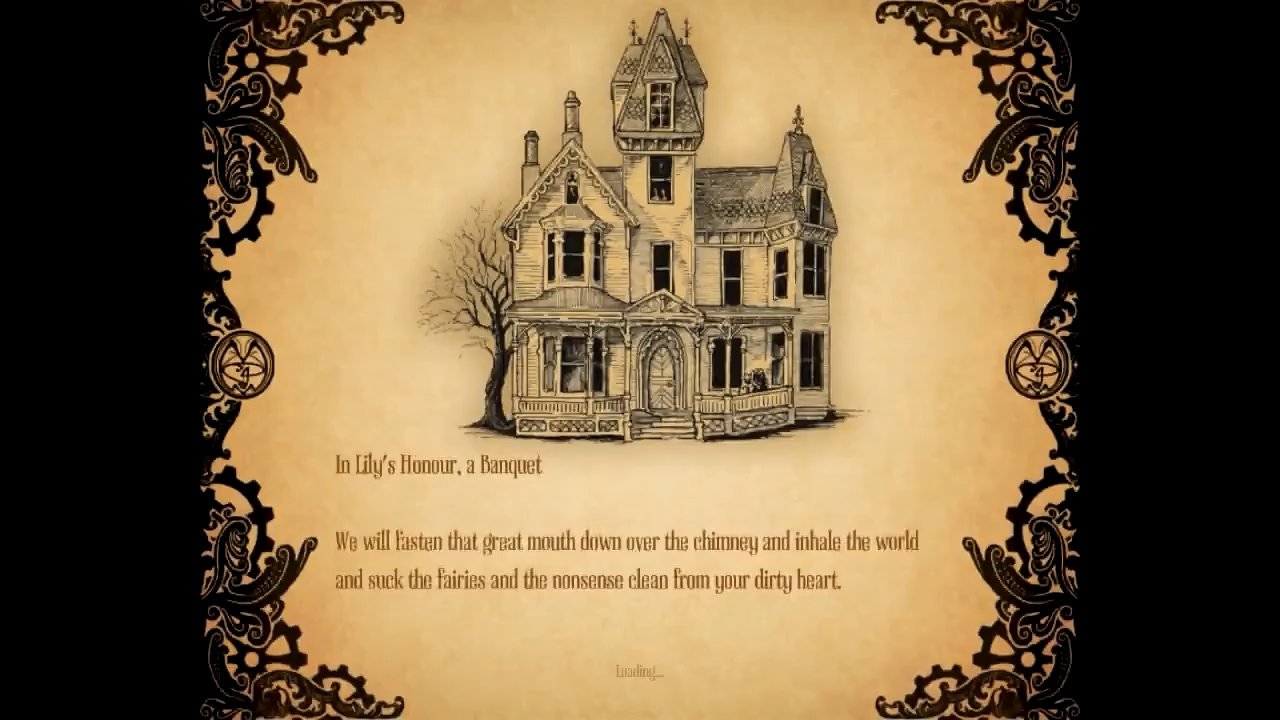 In Lily's Honour, a Banquet
We will fasten that great mouth down over the chimney and inhale the world
and suck the fairies and the nonsense clean from your dirty heart.
Loading...